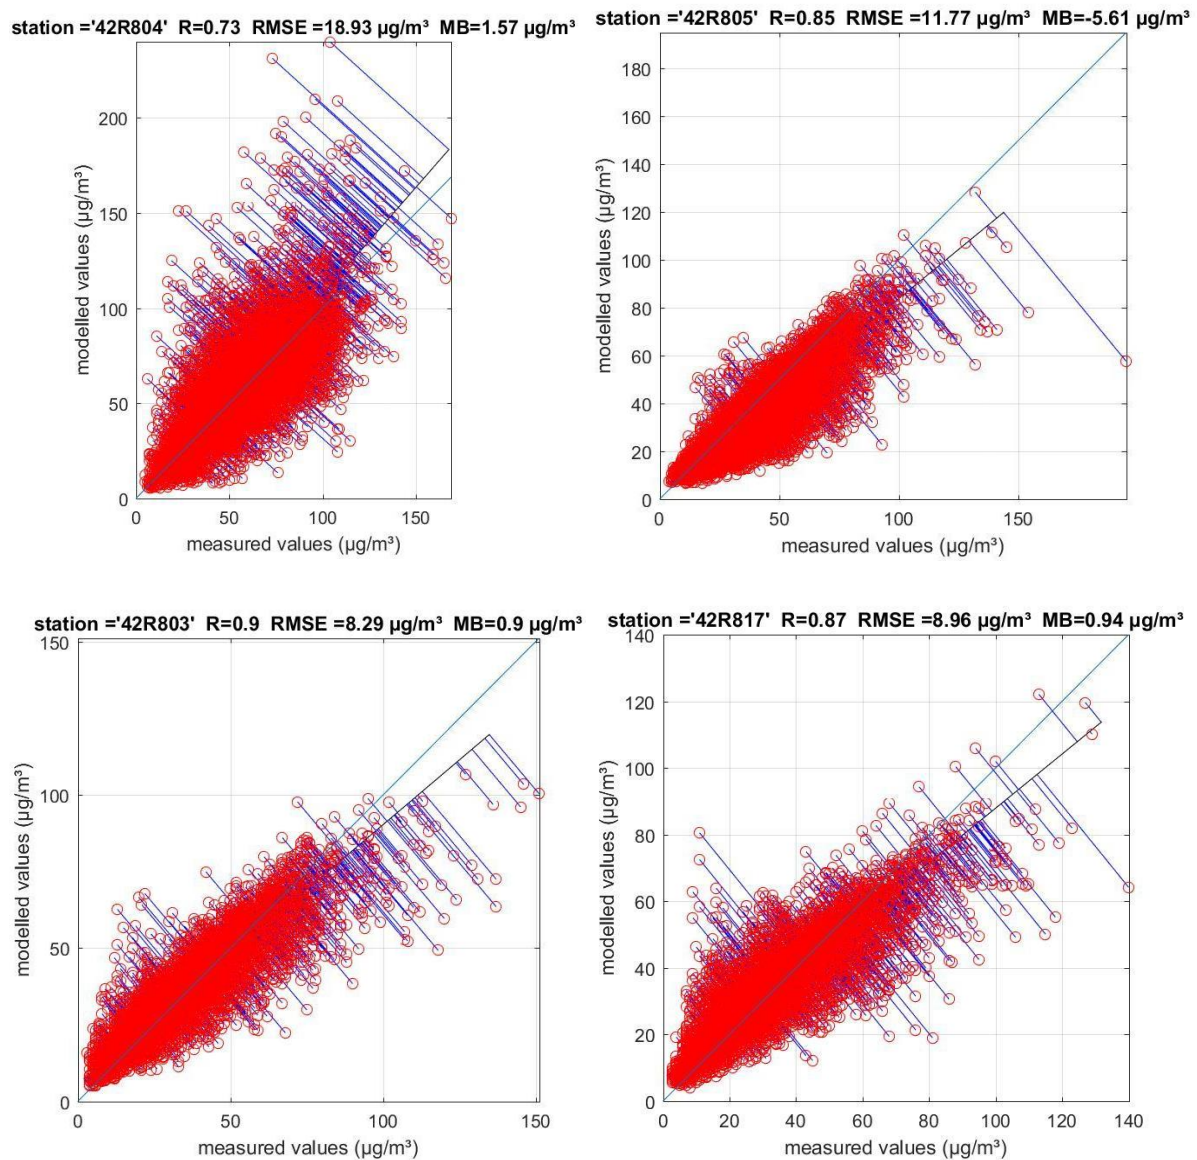 station ='42R804' R=0.73 RMSE =18.93 µg/m³ MB=1.57 µg/m³
modelled values (µg/m³)
200
150
100
50
0
0 50 100 150
measured values (µg/m³)
station ='42R805' R=0.85 RMSE =11.77 µg/m³ MB=-5.61 µg/m³
modelled values (µg/m³)
180
160
140
120
100
80
60
40
20
0
0 50 100 150
measured values (µg/m³)
station ='42R803' R=0.9 RMSE =8.29 µg/m³ MB=0.9 µg/m³
modelled values (µg/m³)
150
100
50
0
0 50 100 150
measured values (µg/m³)
station ='42R817' R=0.87 RMSE =8.96 µg/m³ MB=0.94 µg/m³
modelled values (µg/m³)
140
120
100
80
60
40
20
0
0 20 40 60 80 100 120 140
measured values (µg/m³)